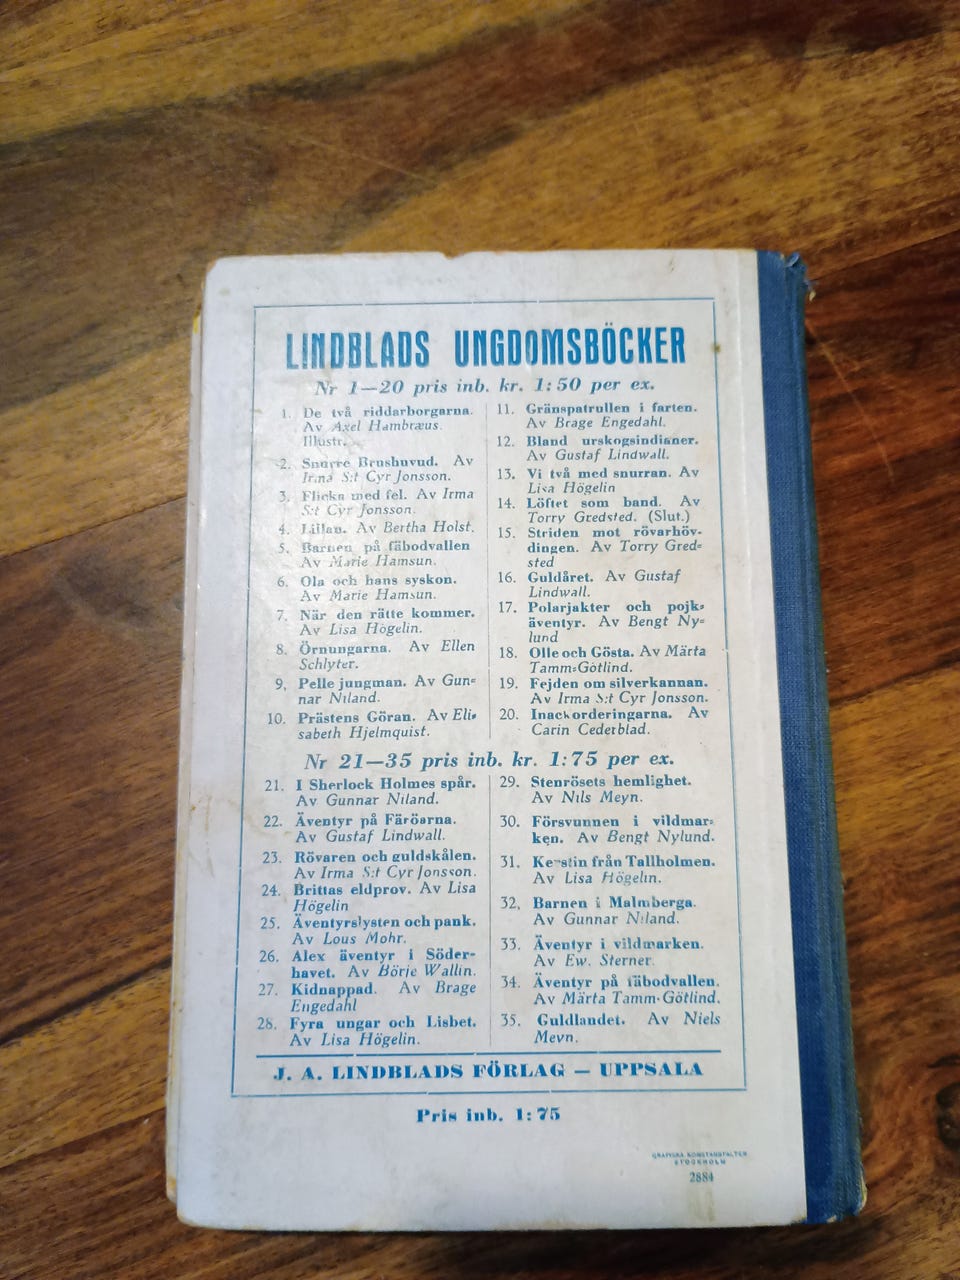 LINDBLADS UNGDOMSBÖCKER
Nr 1—20 pris inb. kr. 1:50 per ex.
1. De två riddarborgarna.
Av Axel Hambræus.
Illustr.
2. Snurre Brushuvud. Av
Irma S:t Cyr Jonsson.
3. Flicka med fel. Av Irma
S:t Cyr Jonsson.
4. Lillan. Av Bertha Holst.
5. Barnen på fäbodvallen
Av Marie Hamsun.
6. Ola och hans syskon.
Av Marie Hamsun.
7. När den rätte kommer.
Av Lisa Högelin.
8. Örnungarna. Av Ellen
Schlyter.
9. Pelle jungman. Av Gun=
nar Niland.
10. Prästens Göran. Av Eli=
sabeth Hjelmquist.
11. Gränspatrullen i farten.
Av Brage Engedahl.
12. Bland urskogsindianer.
Av Gustaf Lindwall.
13. Vi två med snurran. Av
Lisa Högelin
14. Löftet som band. Av
Torry Gredsted. (Slut.)
15. Striden mot rövarhöv-
dingen. Av Torry Gred=
sted
16. Guldåret. Av Gustaf
Lindwall.
17. Polarjakter och pojk=
äventyr. Av Bengt Ny=
lund
18. Olle och Gösta. Av Märta
Tamm=Götlind.
19. Fejden om silverkannan.
Av Irma S:t Cyr Jonsson.
20. Inackorderingarna. Av
Carin Cederblad.
Nr 21—35 pris inb. kr. 1:75 per ex.
21. I Sherlock Holmes spår.
Av Gunnar Niland.
22. Äventyr på Färöarna.
Av Gustaf Lindwall.
23. Rövaren och guldskålen.
Av Irma S:t Cyr Jonsson.
24. Brittas eldprov. Av Lisa
Högelin
25. Äventyrslysten och pank.
Av Lous Mohr.
26. Alex äventyr i Söder-
havet. Av Börje Wallin.
27. Kidnappad. Av Brage
Engedahl
28. Fyra ungar och Lisbet.
Av Lisa Högelin.
29. Stenrösets hemlighet.
Av Nils Meyn.
30. Försvunnen i vildmar=
ken. Av Bengt Nylund.
31. Kerstin från Tallholmen.
Av Lisa Högelin.
32. Barnen i Malmberga.
Av Gunnar Niland.
33. Äventyr i vildmarken.
Av Ew. Sterner.
34. Äventyr på fäbodvallen.
Av Märta Tamm-Götlind.
35. Guldlandet. Av Niels
Meyn.
J. A. LINDBLADS FÖRLAG — UPPSALA
Pris inb. 1:75
GRAFISKA KONSTANSTALTEN
STOCKHOLM
2884